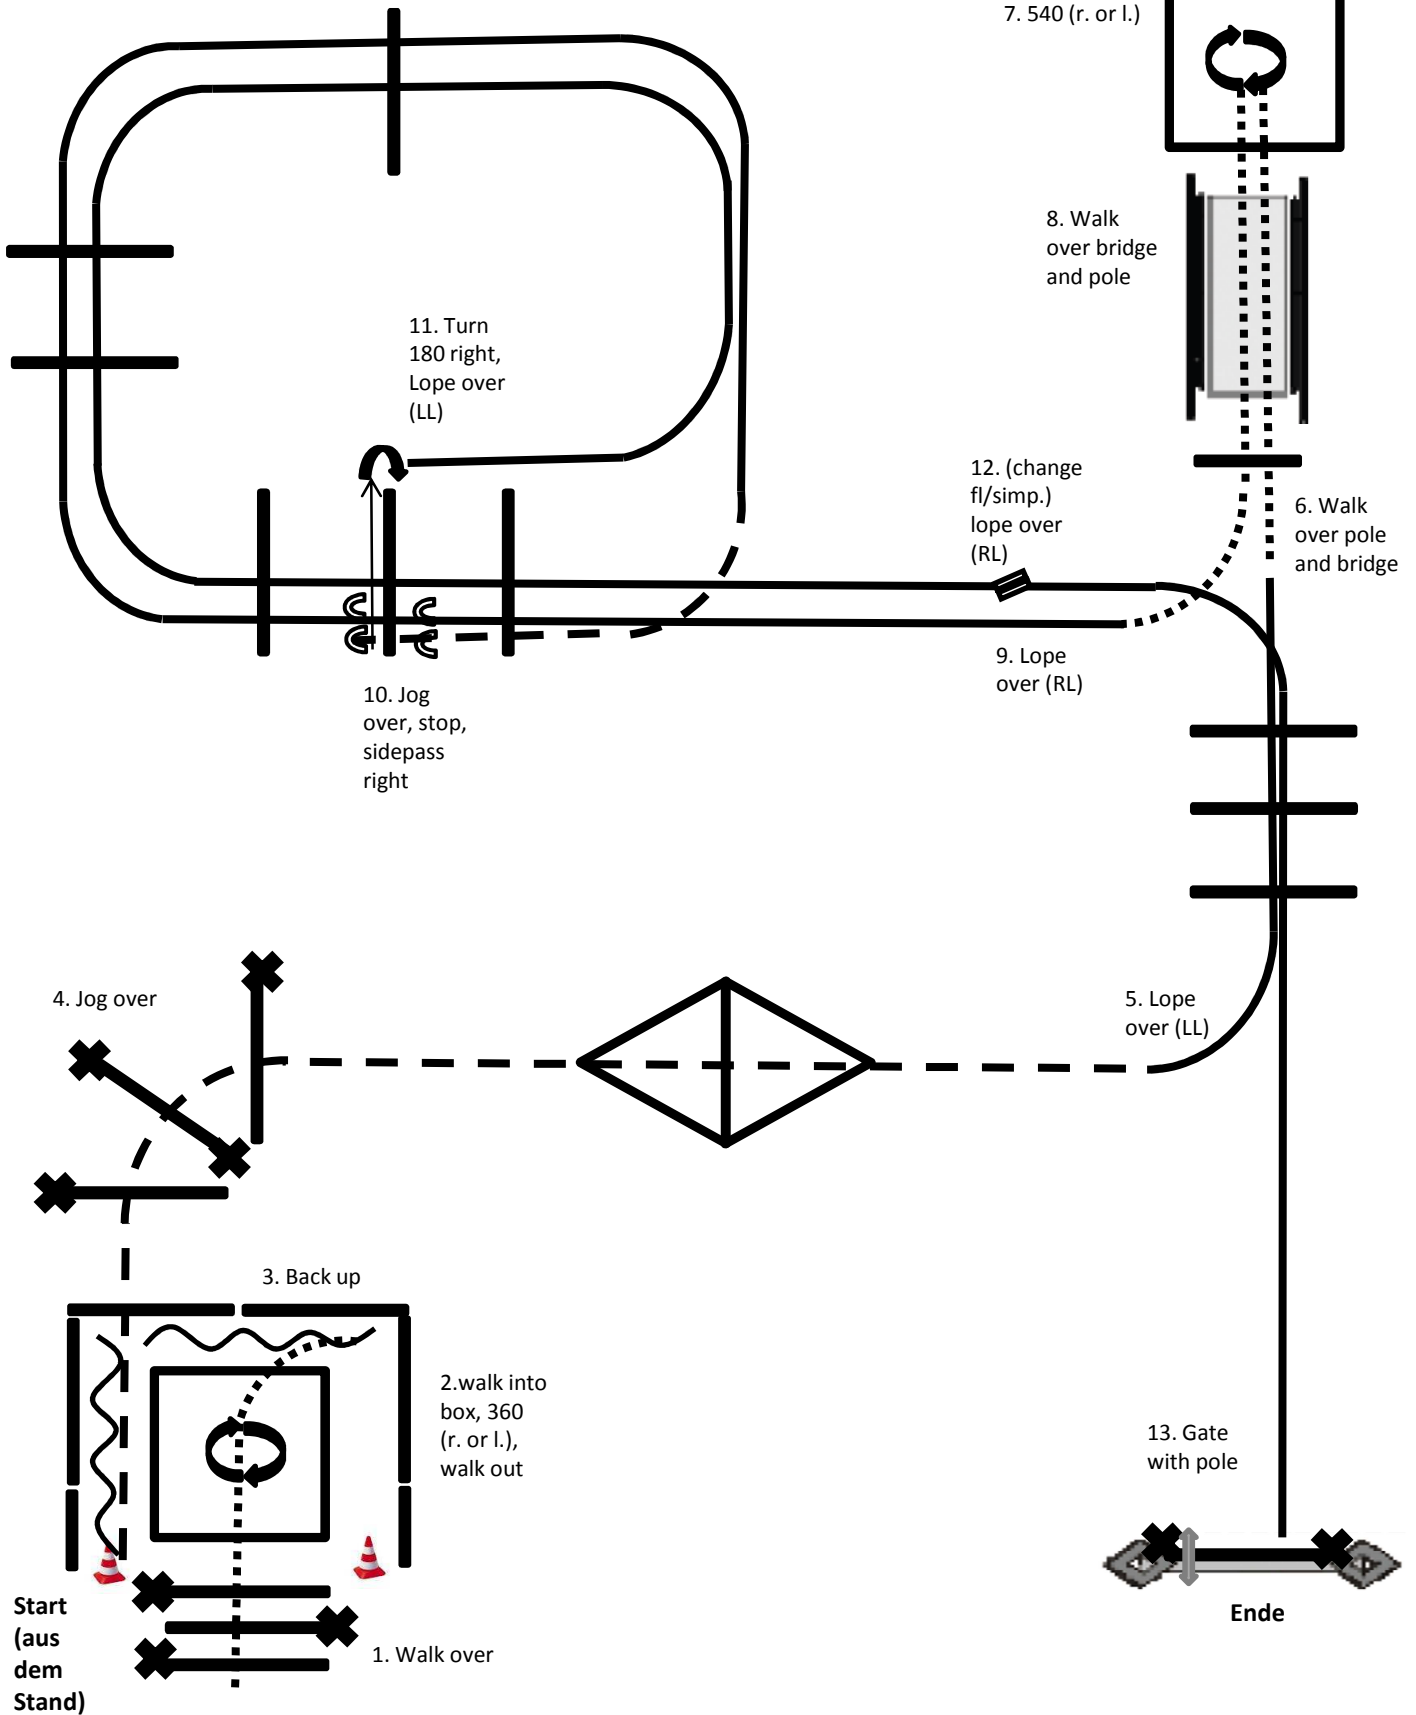 7. 540 (r. or l.)
8. Walk
over bridge
and pole
11. Turn
180 right,
Lope over
(LL)
12. (change
fl/simp.)
lope over
(RL)
6. Walk
over pole
and bridge
9. Lope
over (RL)
10. Jog
over, stop,
sidepass
right
4. Jog over
5. Lope
over (LL)
3. Back up
2.walk into
box, 360
(r. or l.),
walk out
13. Gate
with pole
Start
(aus
dem
Stand)
1. Walk over
Ende